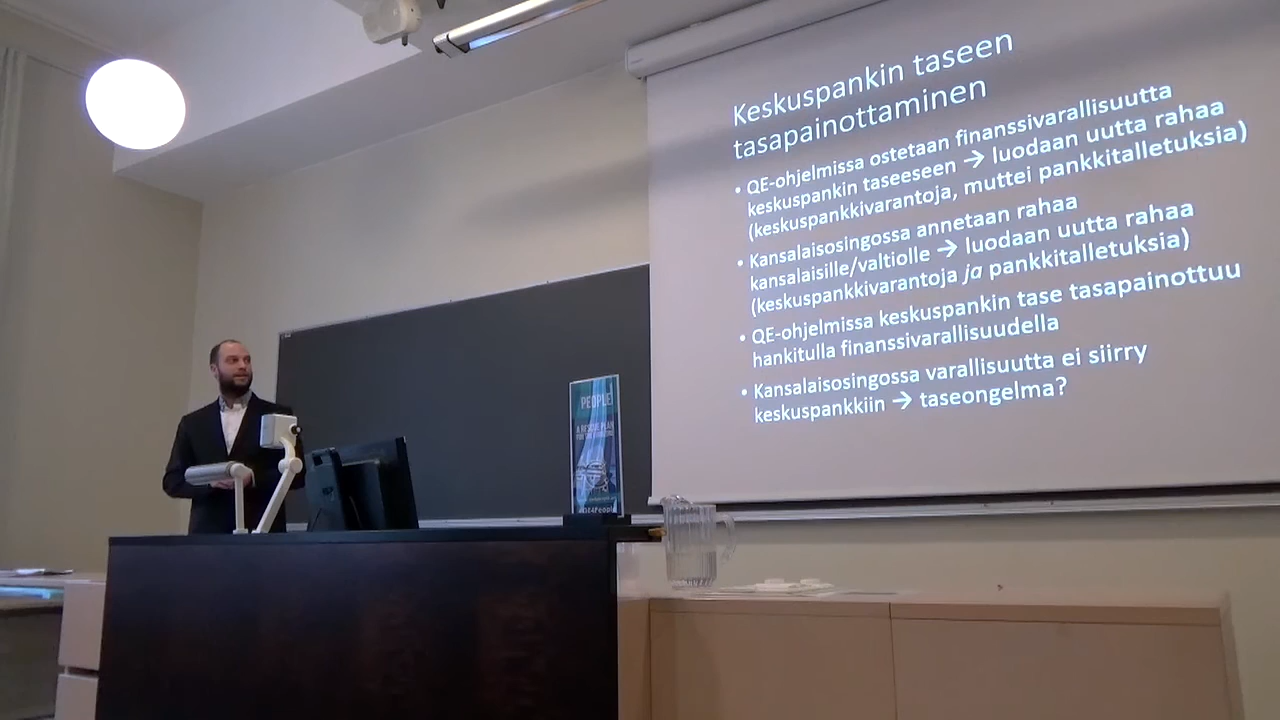 Keskuspankin taseen
tasapainottaminen
• QE-ohjelmissa ostetaan finanssivarallisuutta
keskuspankin taseeseen → luodaan uutta rahaa
(keskuspankkivarantoja, muttei pankkitalletuksia)
• Kansalaisosingossa annetaan rahaa
kansalaisille/valtiolle → luodaan uutta rahaa
(keskuspankkivarantoja ja pankkitalletuksia)
• QE-ohjelmissa keskuspankin tase tasapainottuu
hankitulla finanssivarallisuudella
• Kansalaisosingossa varallisuutta ei siirry
keskuspankkiin → taseongelma?
PEOPLE
A RESCUE PLAN